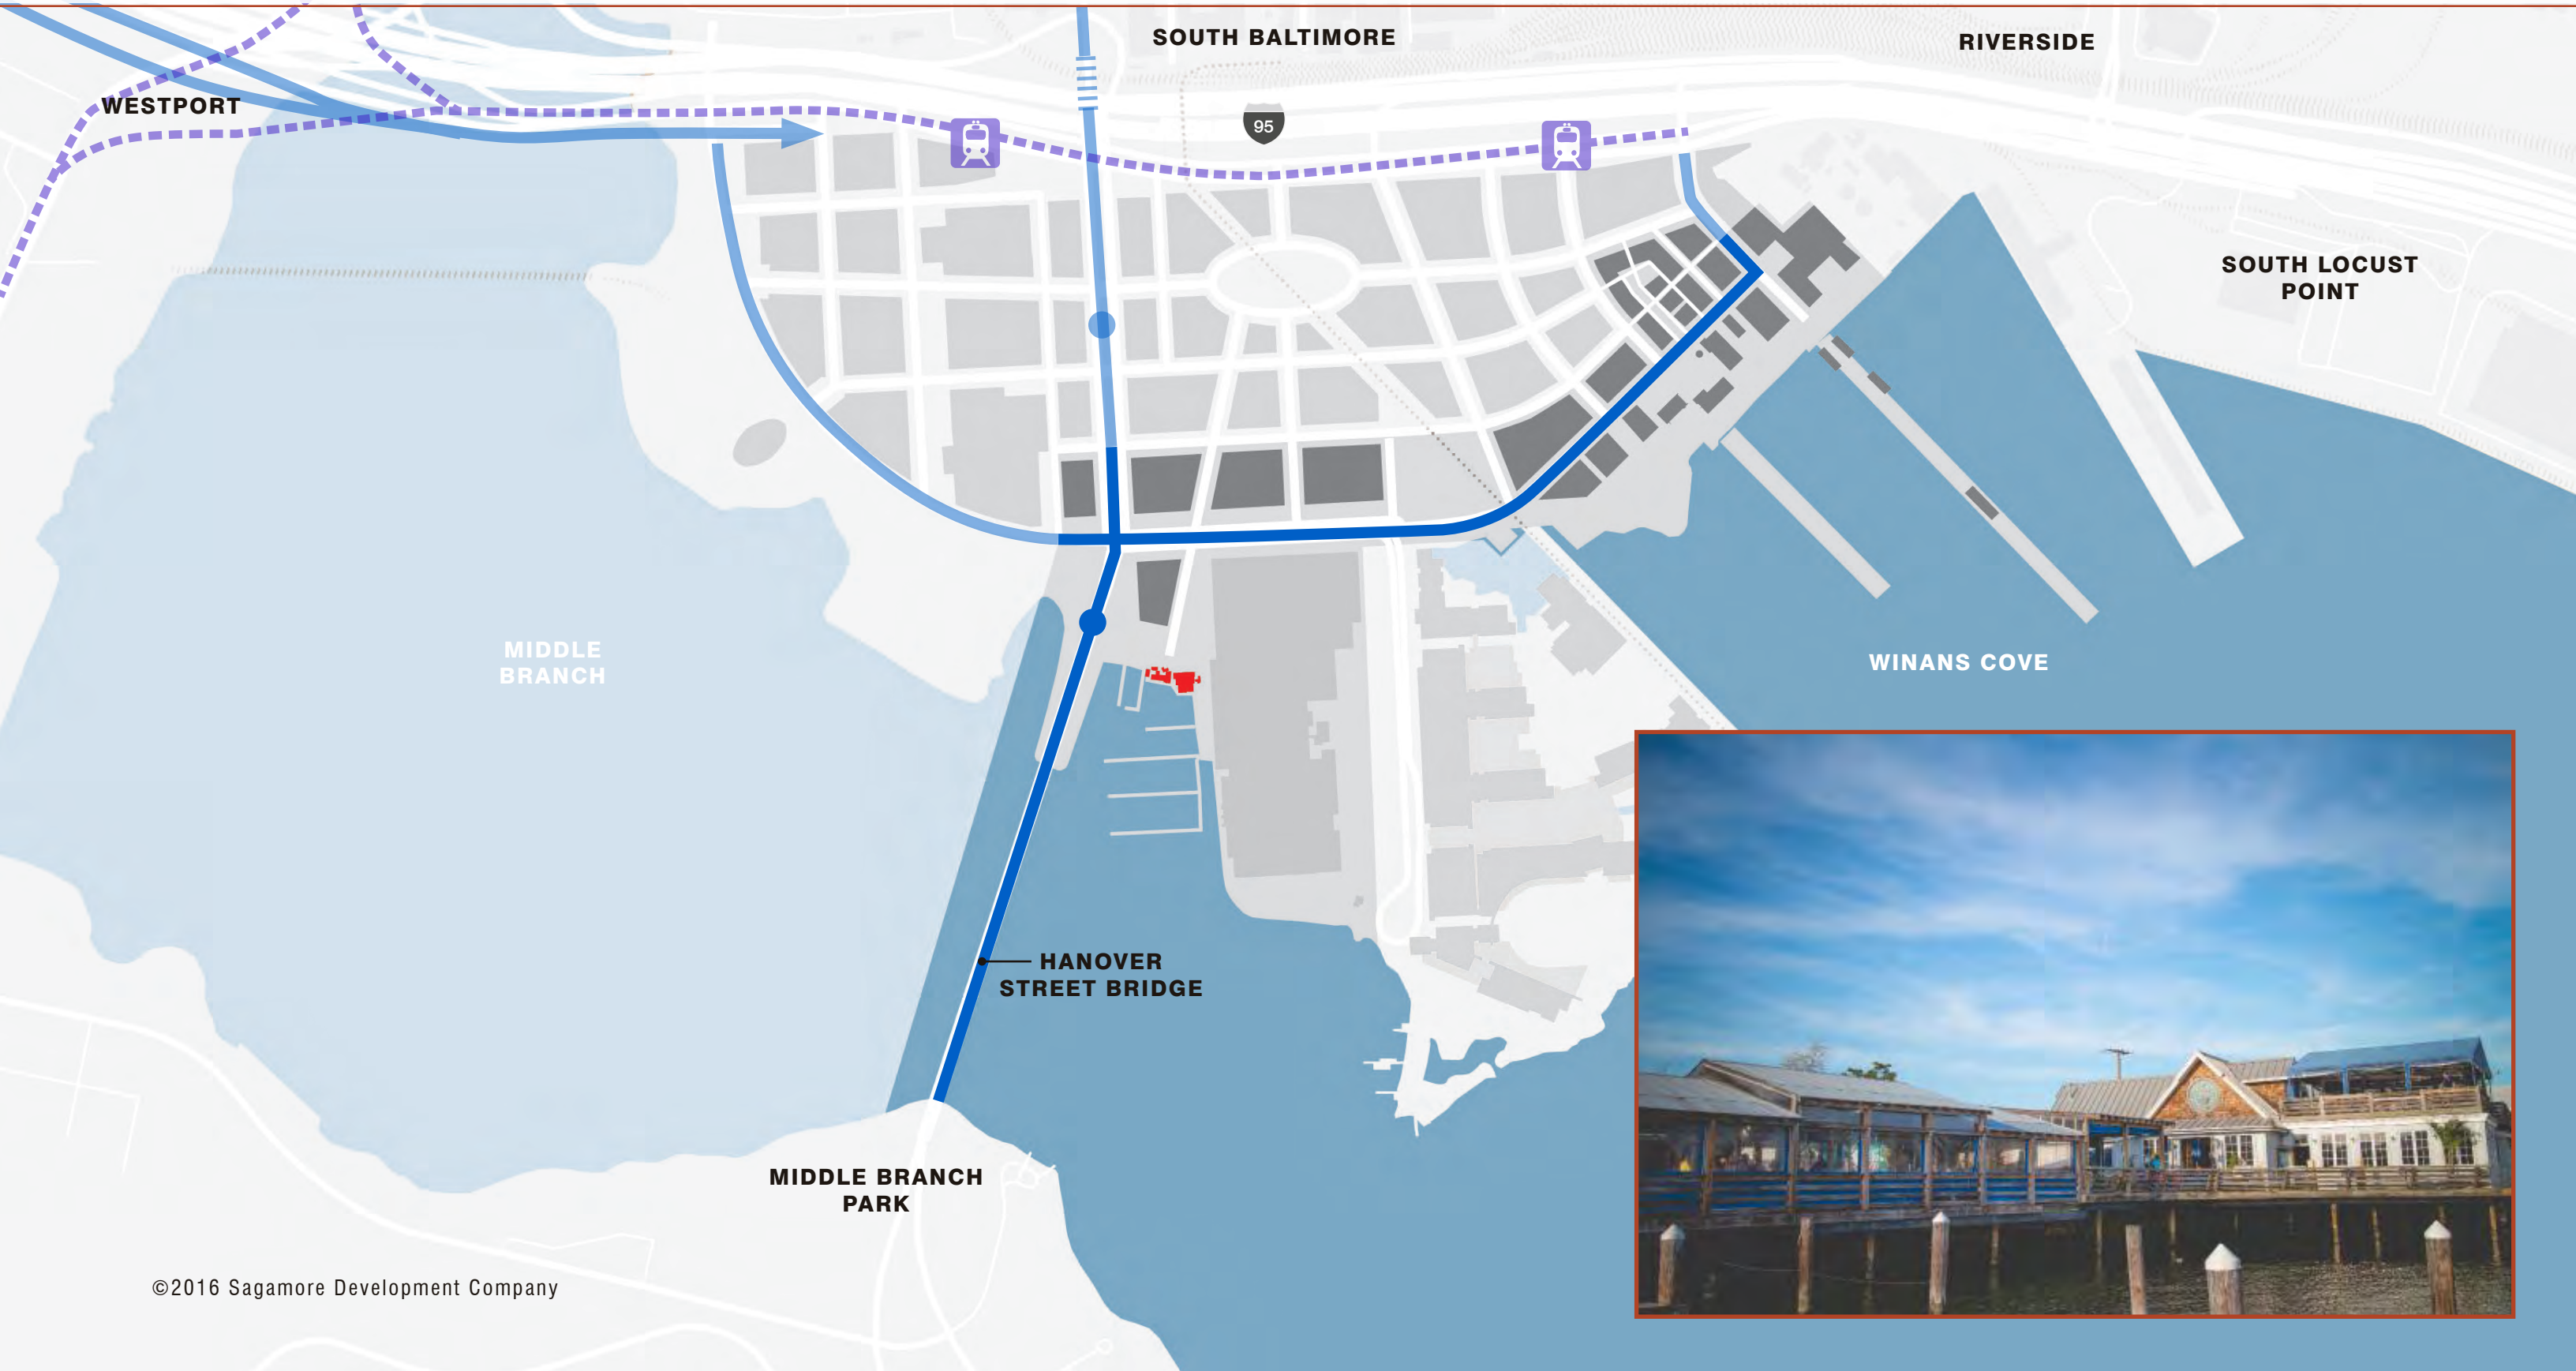 SOUTH BALTIMORE
RIVERSIDE
WESTPORT
95
SOUTH LOCUST
POINT
MIDDLE
BRANCH
WINANS COVE
HANOVER
STREET BRIDGE
MIDDLE BRANCH
PARK
©2016 Sagamore Development Company